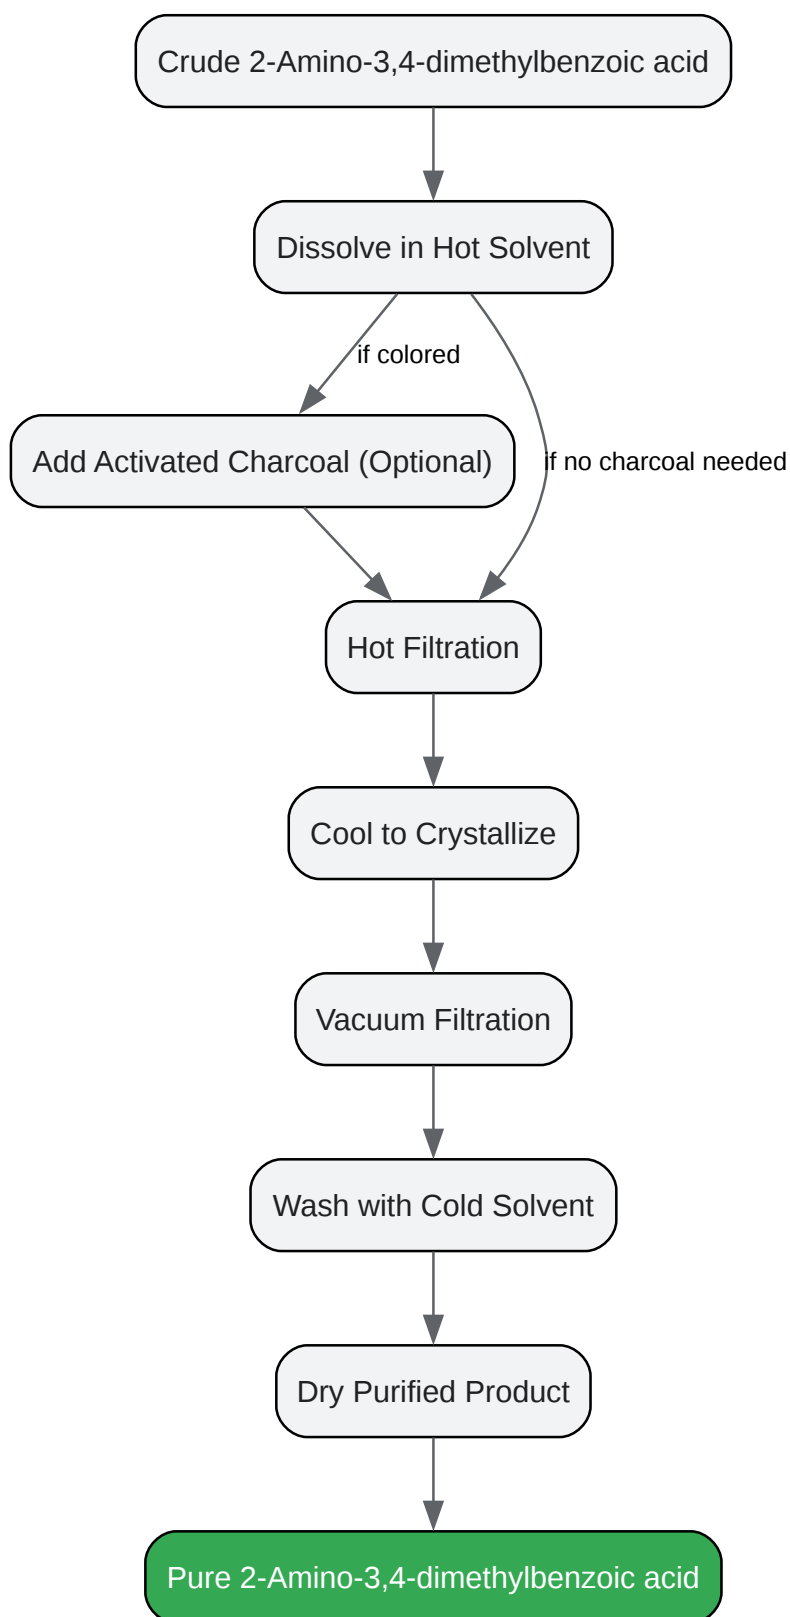 Crude 2-Amino-3,4-dimethylbenzoic acid
Dissolve in Hot Solvent
if colored
Add Activated Charcoal (Optional)
if no charcoal needed
Hot Filtration
Cool to Crystallize
Vacuum Filtration
Wash with Cold Solvent
Dry Purified Product
Pure 2-Amino-3,4-dimethylbenzoic acid